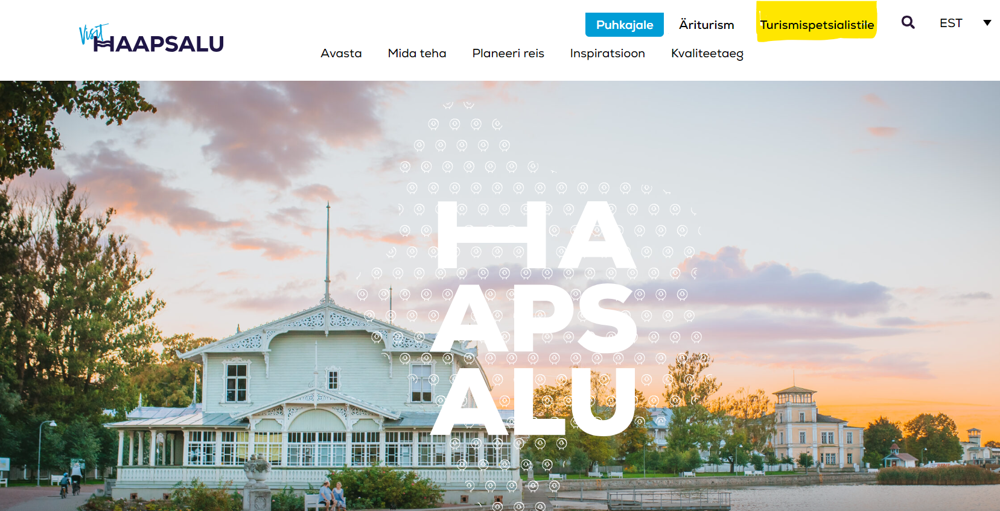 Visit
HAAPSALU
Puhkajale Äriturism Turismispetsialistile EST
Avasta Mida teha Planeeri reis Inspiratsioon Kvaliteetaeg
HA
APS
ALU